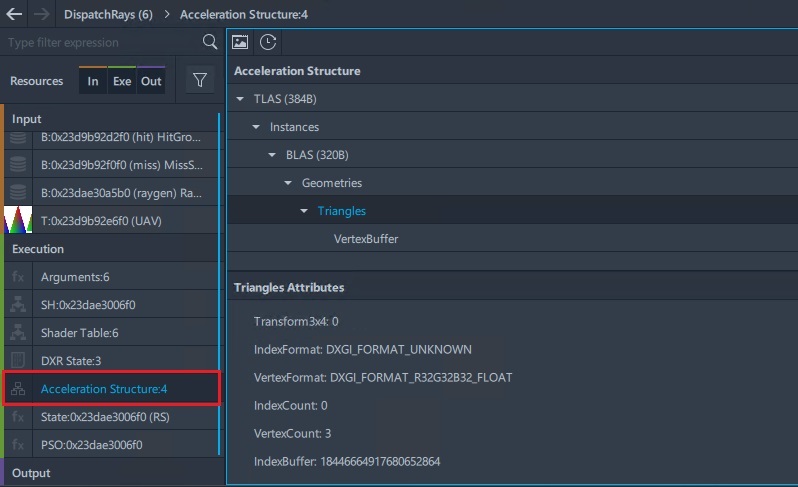 DispatchRays (6) > Acceleration Structure:4
Type filter expression
Resources In Exe Out
Input
B:0x23d9b92d2f0 (hit) HitGro...
B:0x23d9b92f0f0 (miss) MissS...
B:0x23dae30a5b0 (raygen) Ra...
T:0x23d9b92e6f0 (UAV)
Execution
fx Arguments:6
SH:0x23dae3006f0
Shader Table:6
DXR State:3
Acceleration Structure:4
fx State:0x23dae3006f0 (RS)
fx PSO:0x23dae3006f0
Output
Acceleration Structure
TLAS (384B)
Instances
BLAS (320B)
Geometries
Triangles
VertexBuffer
Triangles Attributes
Transform3x4: 0
IndexFormat: DXGI_FORMAT_UNKNOWN
VertexFormat: DXGI_FORMAT_R32G32B32_FLOAT
IndexCount: 0
VertexCount: 3
IndexBuffer: 18446664917680652864